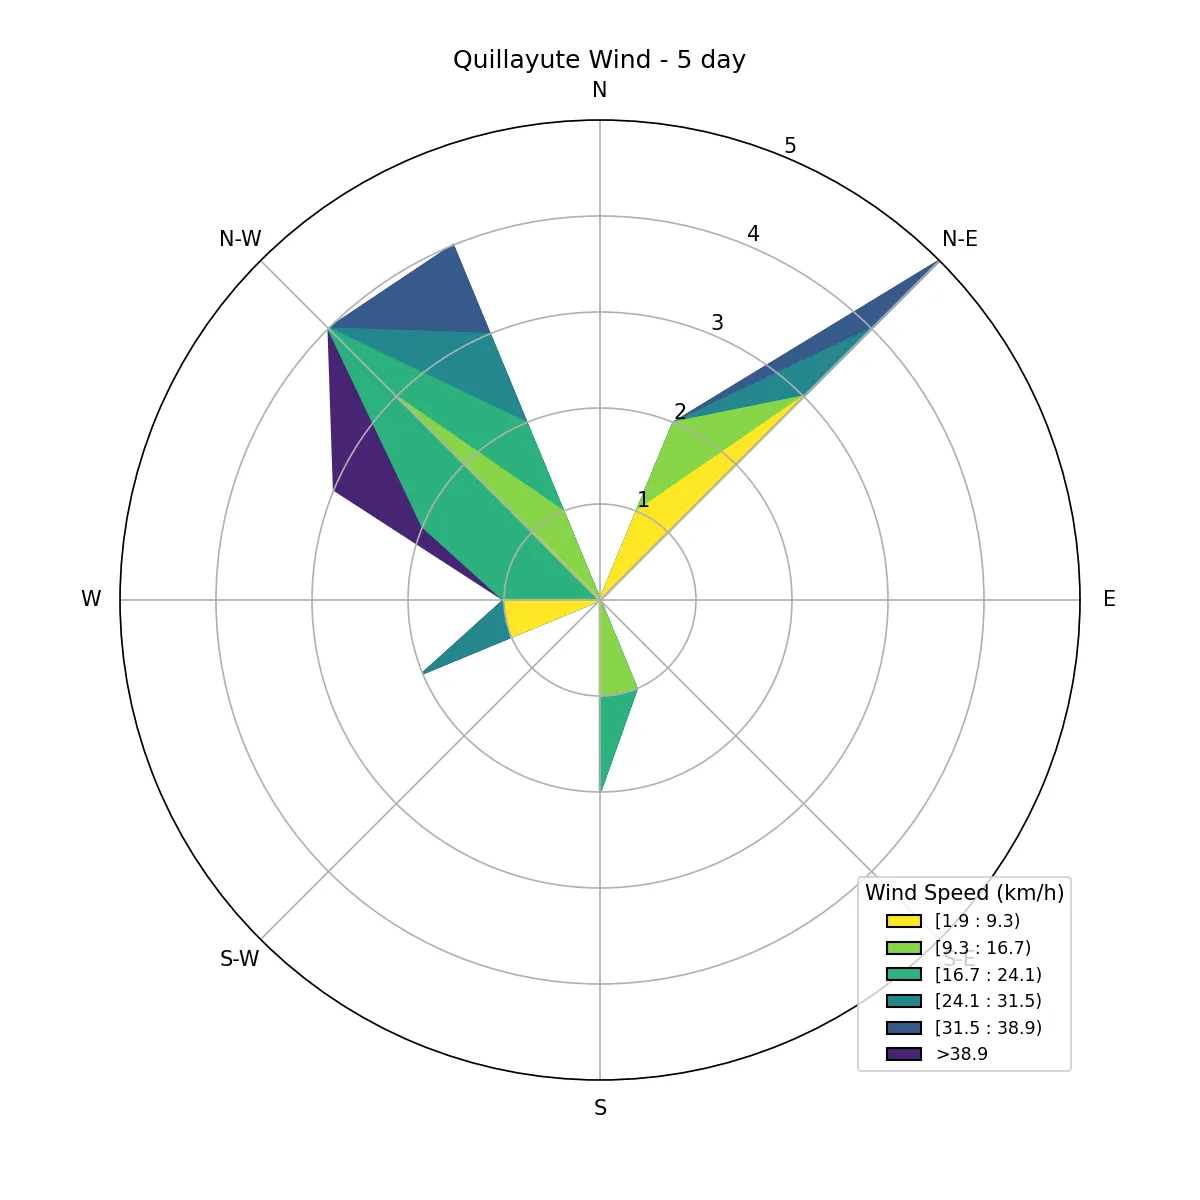 Quillayute Wind - 5 day
N
5
N-W
4
N-E
3
2
1
W
E
Wind Speed (km/h)
[1.9 : 9.3)
[9.3 : 16.7)
S-W
S-E
[16.7 : 24.1)
[24.1 : 31.5)
[31.5 : 38.9)
>38.9
S